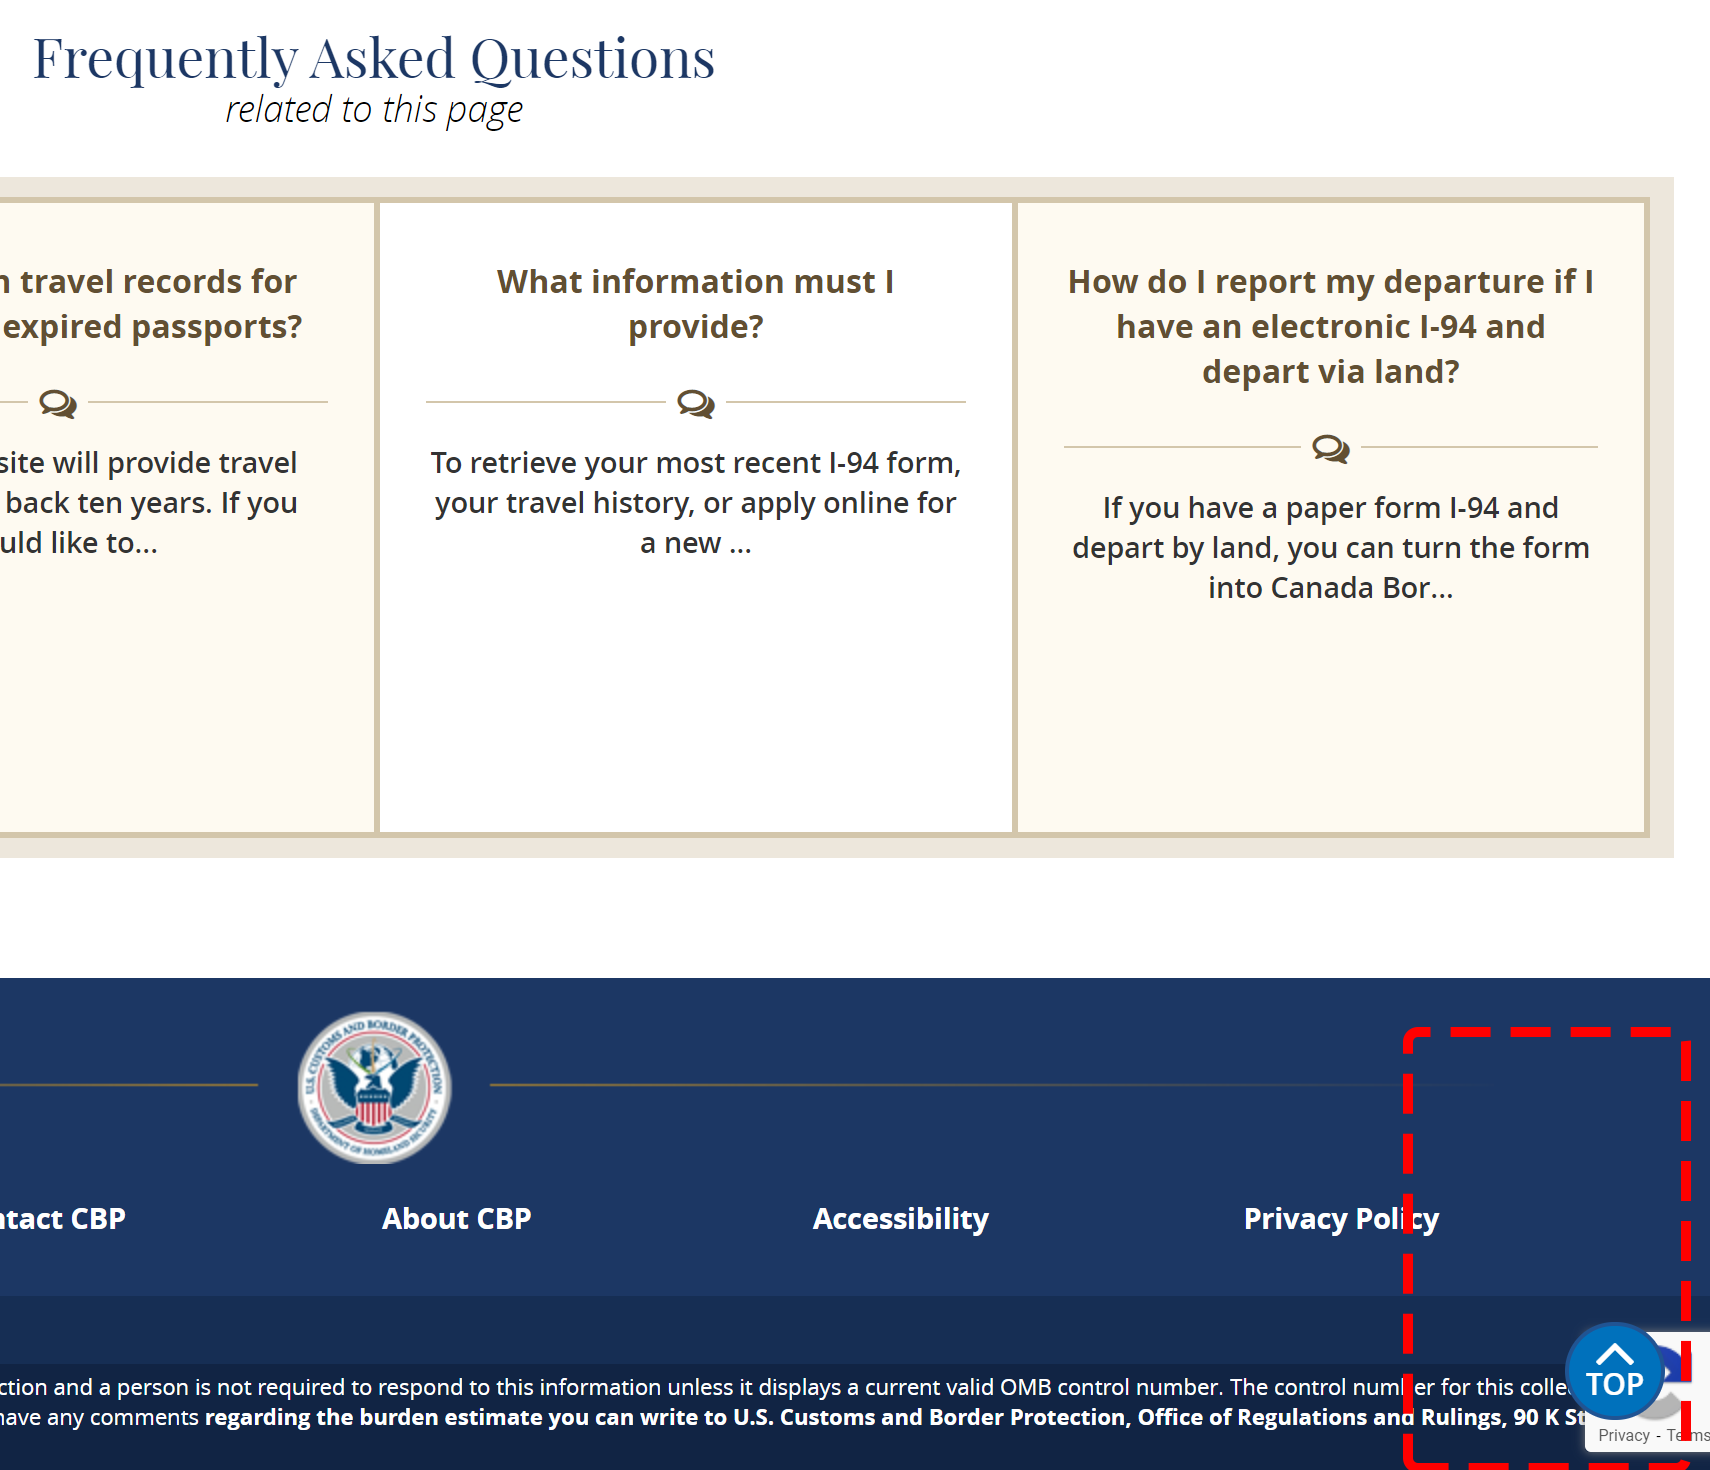 Frequently Asked Questions
related to this page
travel records for
expired passports?
site will provide travel
back ten years. If you
like to...
What information must I
provide?
To retrieve your most recent I-94 form,
your travel history, or apply online for
a new ...
How do I report my departure if I
have an electronic I-94 and
depart via land?
If you have a paper form I-94 and
depart by land, you can turn the form
into Canada Bor...
U.S. CUSTOMS AND BORDER PROTECTION
DEPARTMENT OF HOMELAND SECURITY
CBP
About CBP
Accessibility
Privacy Policy
and a person is not required to respond to this information unless it displays a current valid OMB control number. The control number for this
have any comments regarding the burden estimate you can write to U.S. Customs and Border Protection, Office of Regulations and Rulings, 90 K
TOP
Privacy - Terms